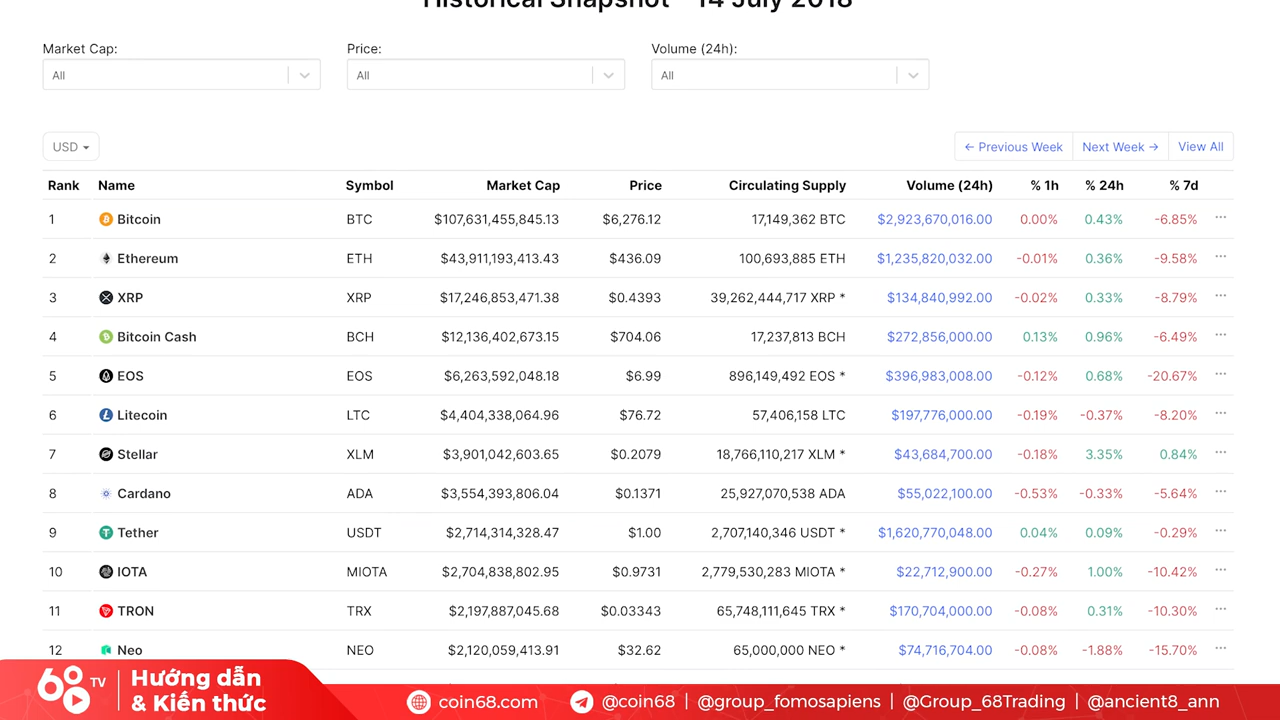 Historical Snapshot - 14 July 2018
Market Cap: Price: Volume (24h):
All All All
USD ← Previous Week Next Week → View All
Rank Name Symbol Market Cap Price Circulating Supply Volume (24h) % 1h % 24h % 7d
1 Bitcoin BTC $107,631,455,845.13 $6,276.12 17,149,362 BTC $2,923,670,016.00 0.00% 0.43% -6.85% ...
2 Ethereum ETH $43,911,193,413.43 $436.09 100,693,885 ETH $1,235,820,032.00 -0.01% 0.36% -9.58% ...
3 XRP XRP $17,246,853,471.38 $0.4393 39,262,444,717 XRP * $134,840,992.00 -0.02% 0.33% -8.79% ...
4 Bitcoin Cash BCH $12,136,402,673.15 $704.06 17,237,813 BCH $272,856,000.00 0.13% 0.96% -6.49% ...
5 EOS EOS $6,263,592,048.18 $6.99 896,149,492 EOS * $396,983,008.00 -0.12% 0.68% -20.67% ...
6 Litecoin LTC $4,404,338,064.96 $76.72 57,406,158 LTC $197,776,000.00 -0.19% -0.37% -8.20% ...
7 Stellar XLM $3,901,042,603.65 $0.2079 18,766,110,217 XLM * $43,684,700.00 -0.18% 3.35% 0.84% ...
8 Cardano ADA $3,554,393,806.04 $0.1371 25,927,070,538 ADA $55,022,100.00 -0.53% -0.33% -5.64% ...
9 Tether USDT $2,714,314,328.47 $1.00 2,707,140,346 USDT * $1,620,770,048.00 0.04% 0.09% -0.29% ...
10 IOTA MIOTA $2,704,838,802.95 $0.9731 2,779,530,283 MIOTA * $22,712,900.00 -0.27% 1.00% -10.42% ...
11 TRON TRX $2,197,887,045.68 $0.03343 65,748,111,645 TRX * $170,704,000.00 -0.08% 0.31% -10.30% ...
12 Neo NEO $2,120,059,413.91 $32.62 65,000,000 NEO * $74,716,704.00 -0.08% -1.88% -15.70% ...
68 TV Hướng dẫn
& Kiến thức
coin68.com @coin68 | @group_fomosapiens | @Group_68Trading | @ancient8_ann